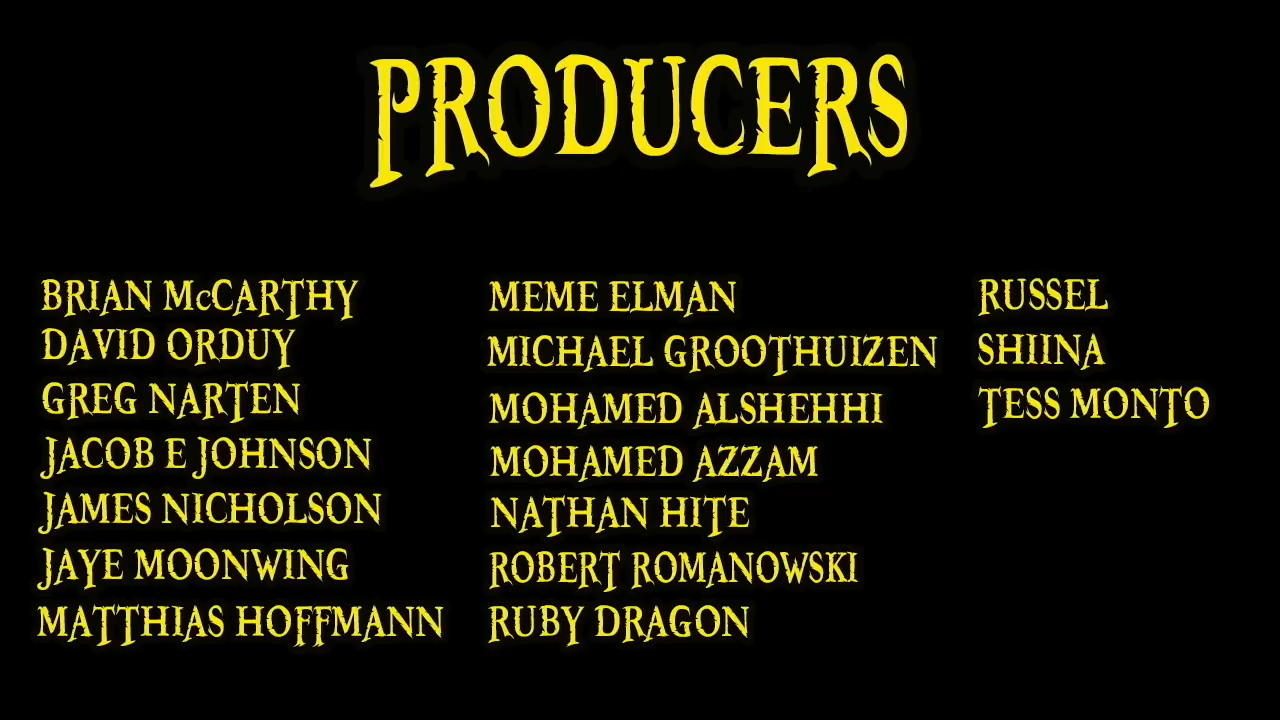 PRODUCERS
BRIAN McCARTHY
DAVID ORDUY
GREG NARTEN
JACOB E JOHNSON
JAMES NICHOLSON
JAYE MOONWING
MATTHIAS HOFFMANN
MEME ELMAN
MICHAEL GROOTHUIZEN
MOHAMED ALSHEHHI
MOHAMED AZZAM
NATHAN HITE
ROBERT ROMANOWSKI
RUBY DRAGON
RUSSEL
SHIINA
TESS MONTO